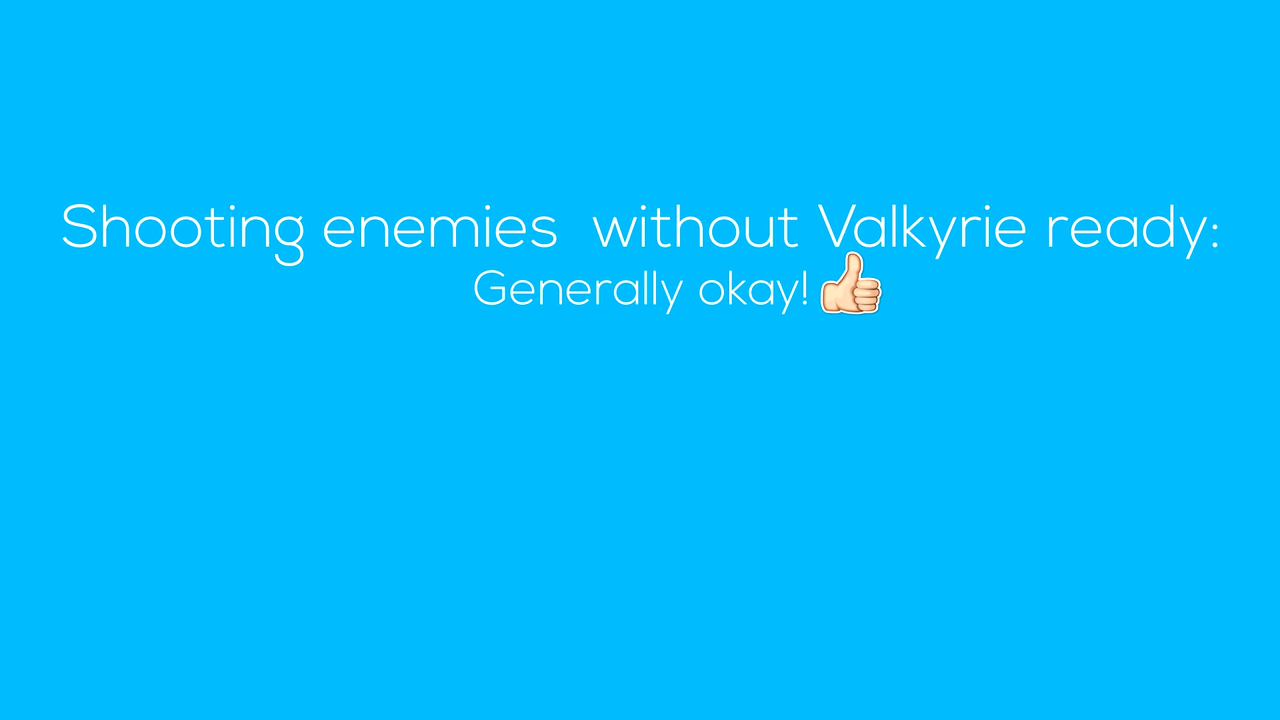 Shooting enemies  without Valkyrie ready:
Generally okay! 👍🏻